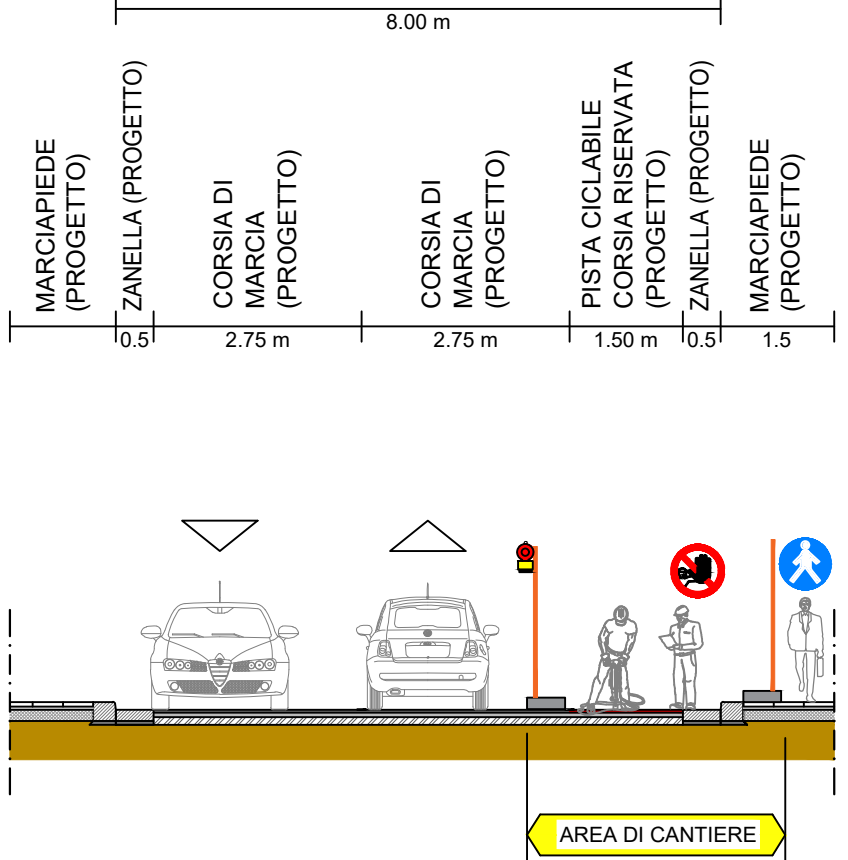 8.00 m
MARCIAPIEDE
(PROGETTO)
ZANELLA (PROGETTO)
CORSIA DI
MARCIA
(PROGETTO)
CORSIA DI
MARCIA
(PROGETTO)
PISTA CICLABILE
CORSIA RISERVATA
(PROGETTO)
ZANELLA (PROGETTO)
MARCIAPIEDE
(PROGETTO)
0.5
2.75 m
2.75 m
1.50 m
0.5
1.5
AREA DI CANTIERE